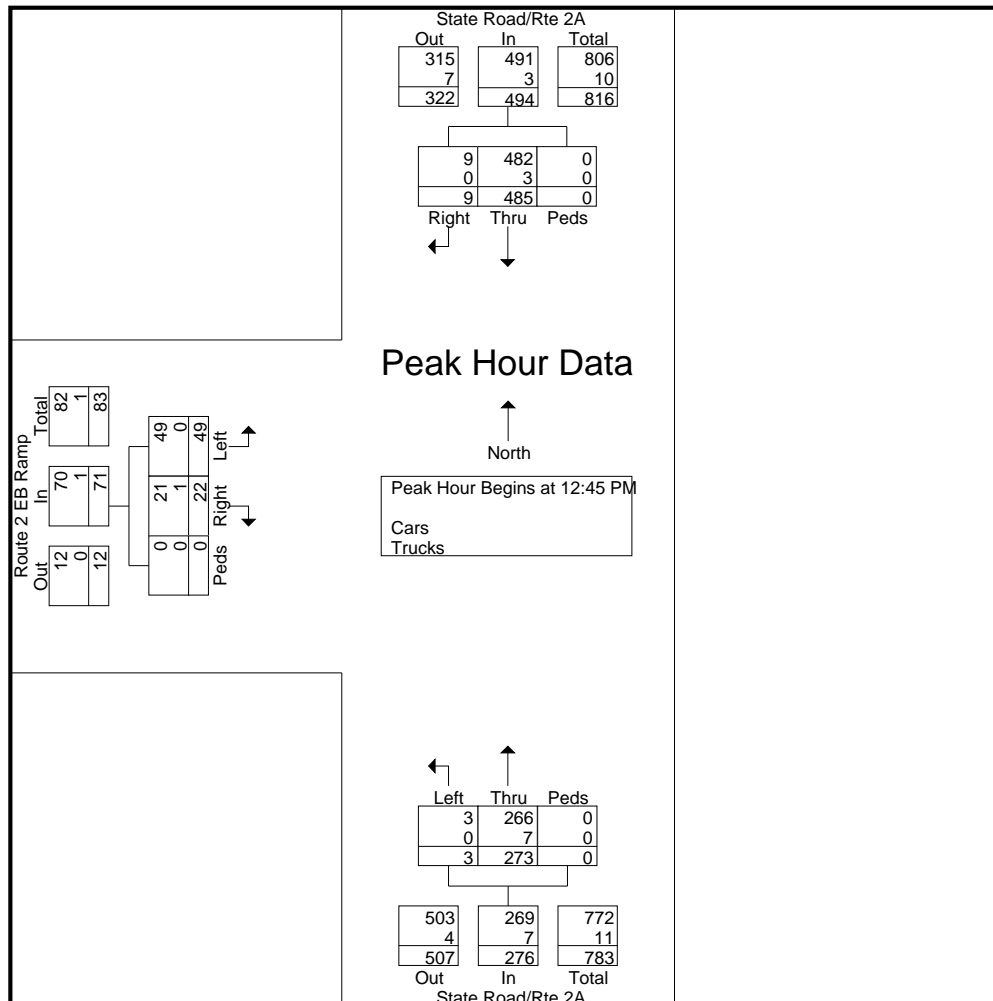 State Road/Rte 2A
Out In Total
315 491 806
7 3 10
322 494 816
9 482 0
0 3 0
9 485 0
Right Thru Peds
Peak Hour Data
North
Peak Hour Begins at 12:45 PM
Cars
Trucks
Route 2 EB Ramp
Out In Total
12 70 82
0 1 1
12 71 83
0 21 49
0 1 0
0 22 49
Peds Right Left
Left Thru Peds
3 266 0
0 7 0
3 273 0
503 269 772
4 7 11
507 276 783
Out In Total
State Road/Rte 2A